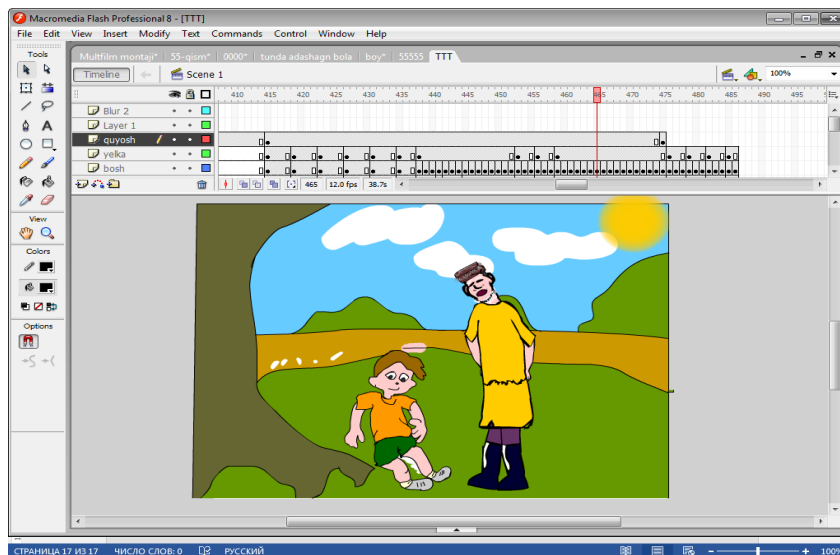 Macromedia Flash Professional 8 - [TTT]
File Edit View Insert Modify Text Commands Control Window Help
Tools
Multfilm montaji* 55-qism* 0000* tunda adashagn bola boy* 55555 TTT
Timeline Scene 1 100%
410 415 420 425 430 435 440 445 450 455 460 465 470 475 480 485 490 495
Blur 2
Layer 1
quyosh
yelka
bosh
465 12.0 fps 38.7s
View
Colors
Options
СТРАНИЦА 17 ИЗ 17 ЧИСЛО СЛОВ: 0 РУССКИЙ 100%